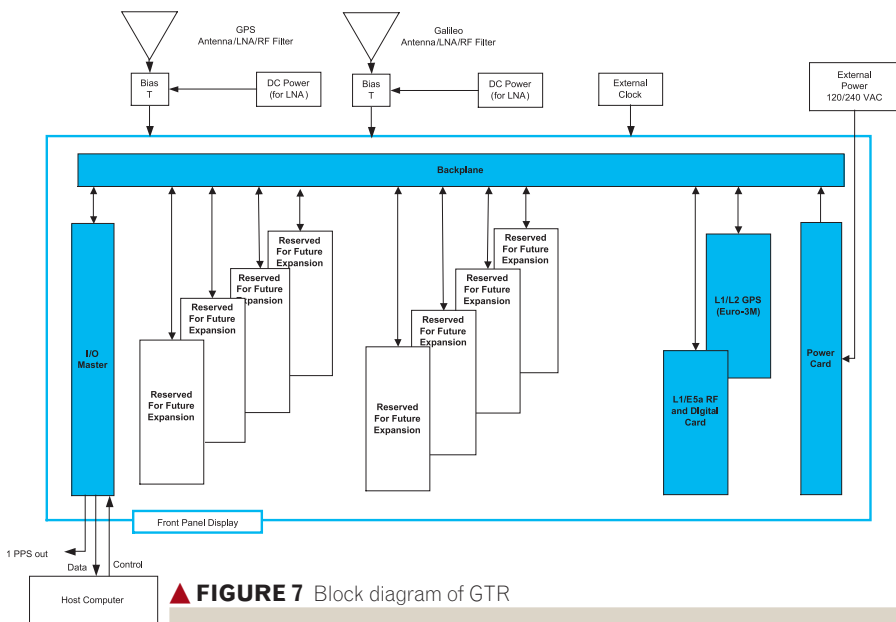 GPS
Antenna/LNA/RF Filter
Galileo
Antenna/LNA/RF Filter
Bias
T
DC Power
(for LNA)
Bias
T
DC Power
(for LNA)
External
Clock
External
Power
120/240 VAC
Backplane
I/O
Master
Reserved
For Future
Expansion
Reserved
For Future
Expansion
Reserved
For Future
Expansion
Reserved
For Future
Expansion
Reserved
For Future
Expansion
Reserved
For Future
Expansion
Reserved
For Future
Expansion
Reserved
For Future
Expansion
L1/L2 GPS
(Euro-3M)
L1/E5a RF
and Digital
Card
Power
Card
Front Panel Display
1 PPS out
Data
Control
Host Computer
FIGURE 7 Block diagram of GTR